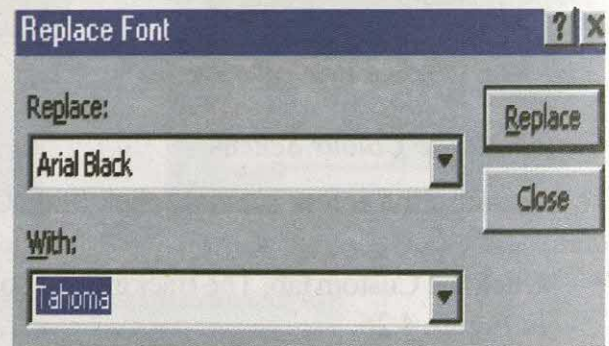 Replace Font
Replace:
Arial Black
Replace
Close
With:
Tahoma